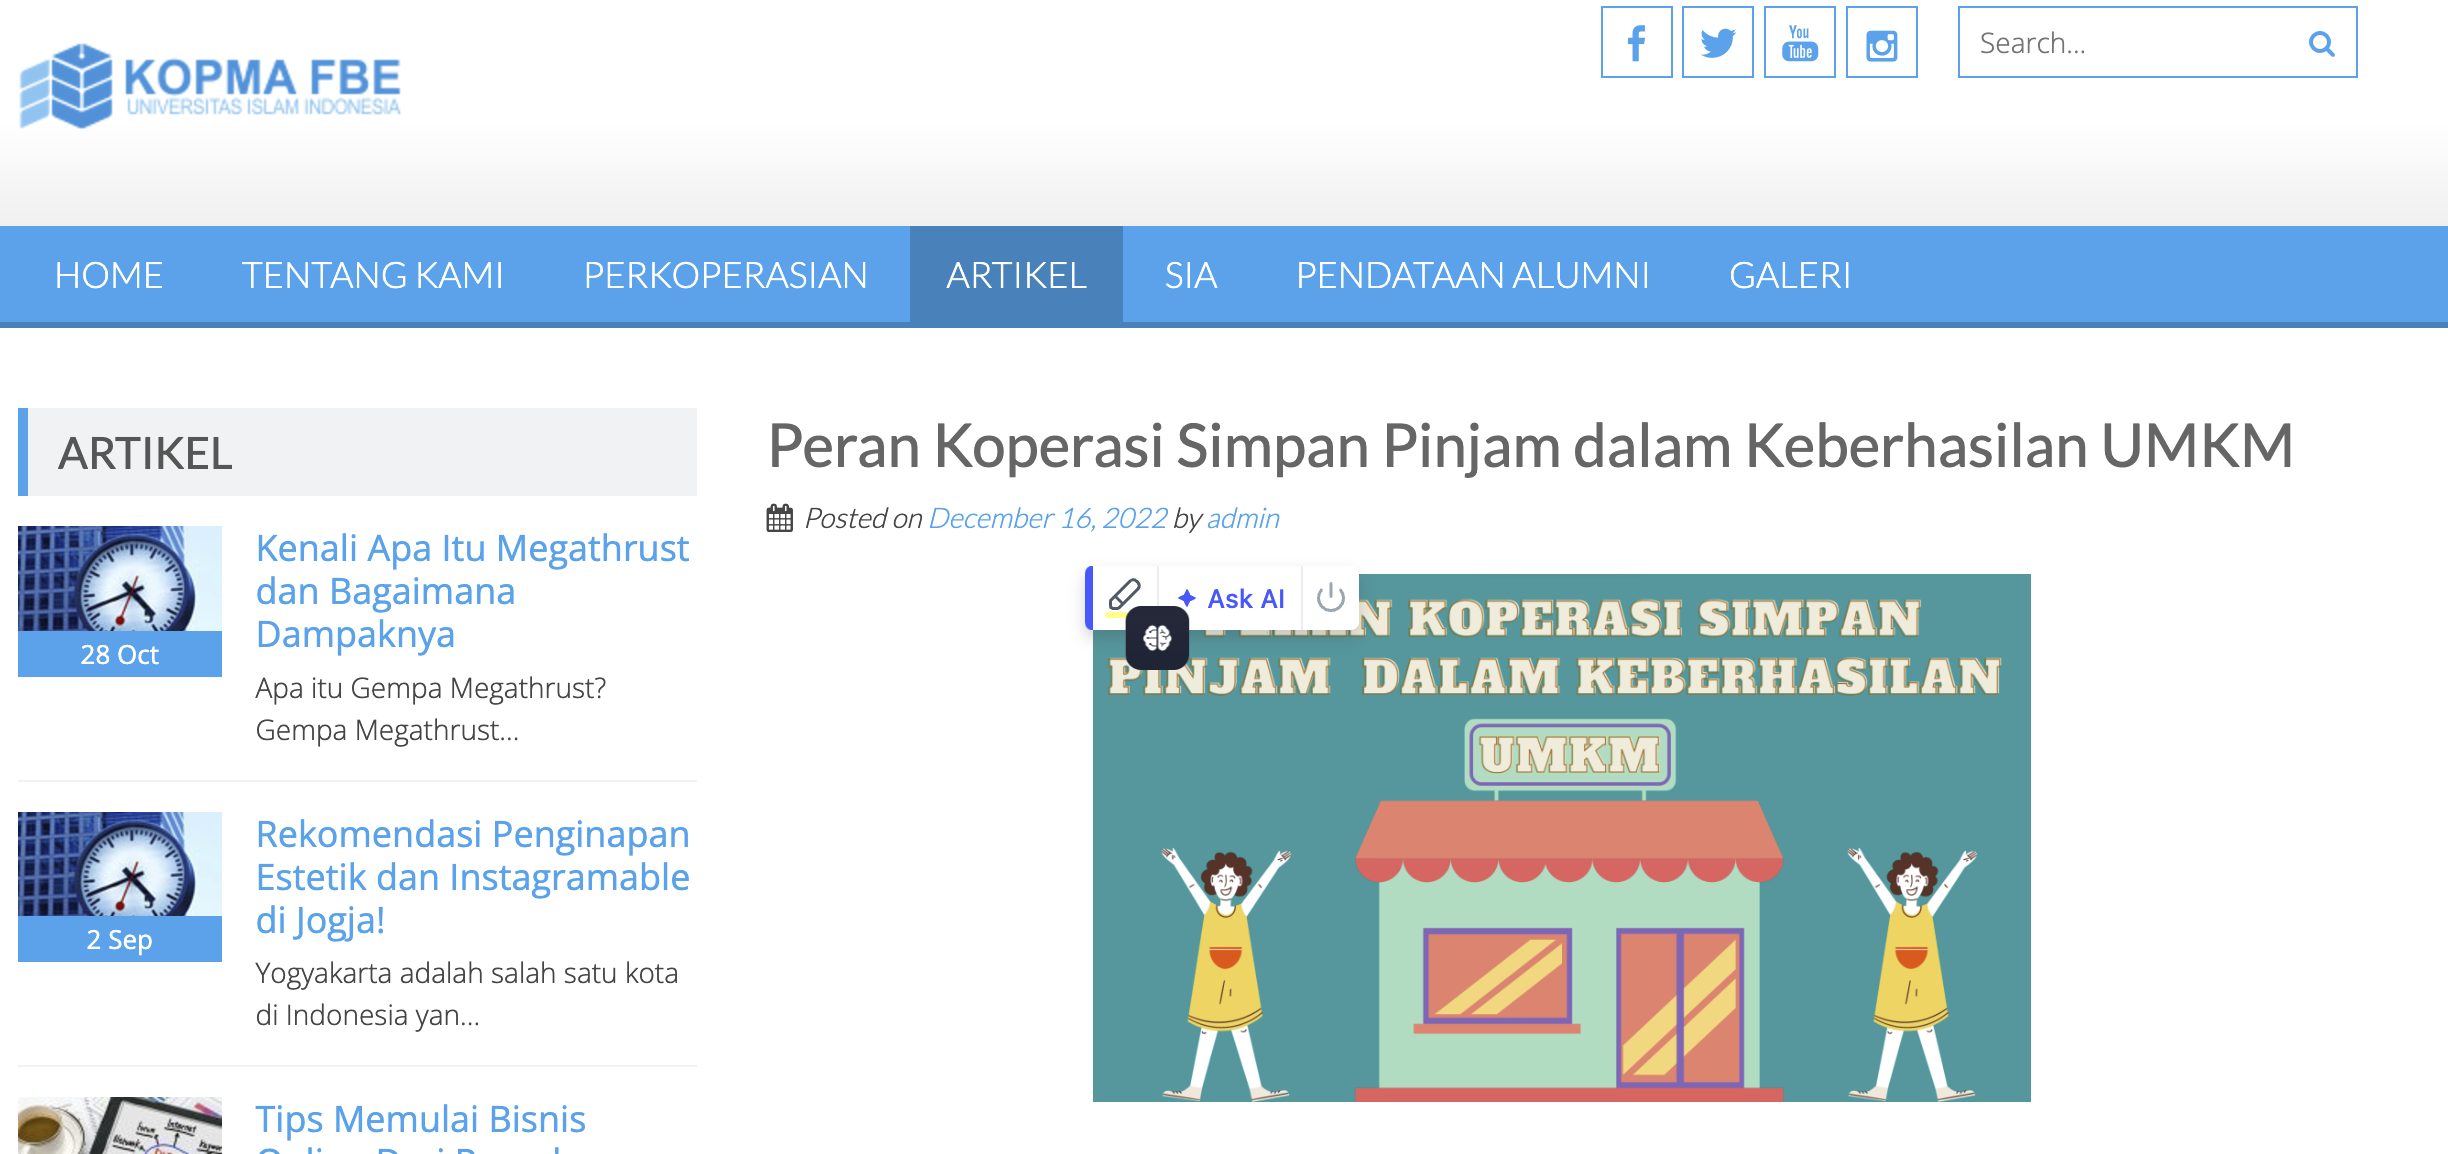 KOPMA FBE
UNIVERSITAS ISLAM INDONESIA
You
Tube
Search...
HOME
TENTANG KAMI
PERKOPERASIAN
ARTIKEL
SIA
PENDATAAN ALUMNI
GALERI
ARTIKEL
28 Oct
Kenali Apa Itu Megathrust
dan Bagaimana
Dampaknya
Apa itu Gempa Megathrust?
Gempa Megathrust...
2 Sep
Rekomendasi Penginapan
Estetik dan Instagramable
di Jogja!
Yogyakarta adalah salah satu kota
di Indonesia yan...
Tips Memulai Bisnis
Peran Koperasi Simpan Pinjam dalam Keberhasilan UMKM
Posted on December 16, 2022 by admin
Ask AI
KOPERASI SIMPAN
PINJAM DALAM KEBERHASILAN
UMKM